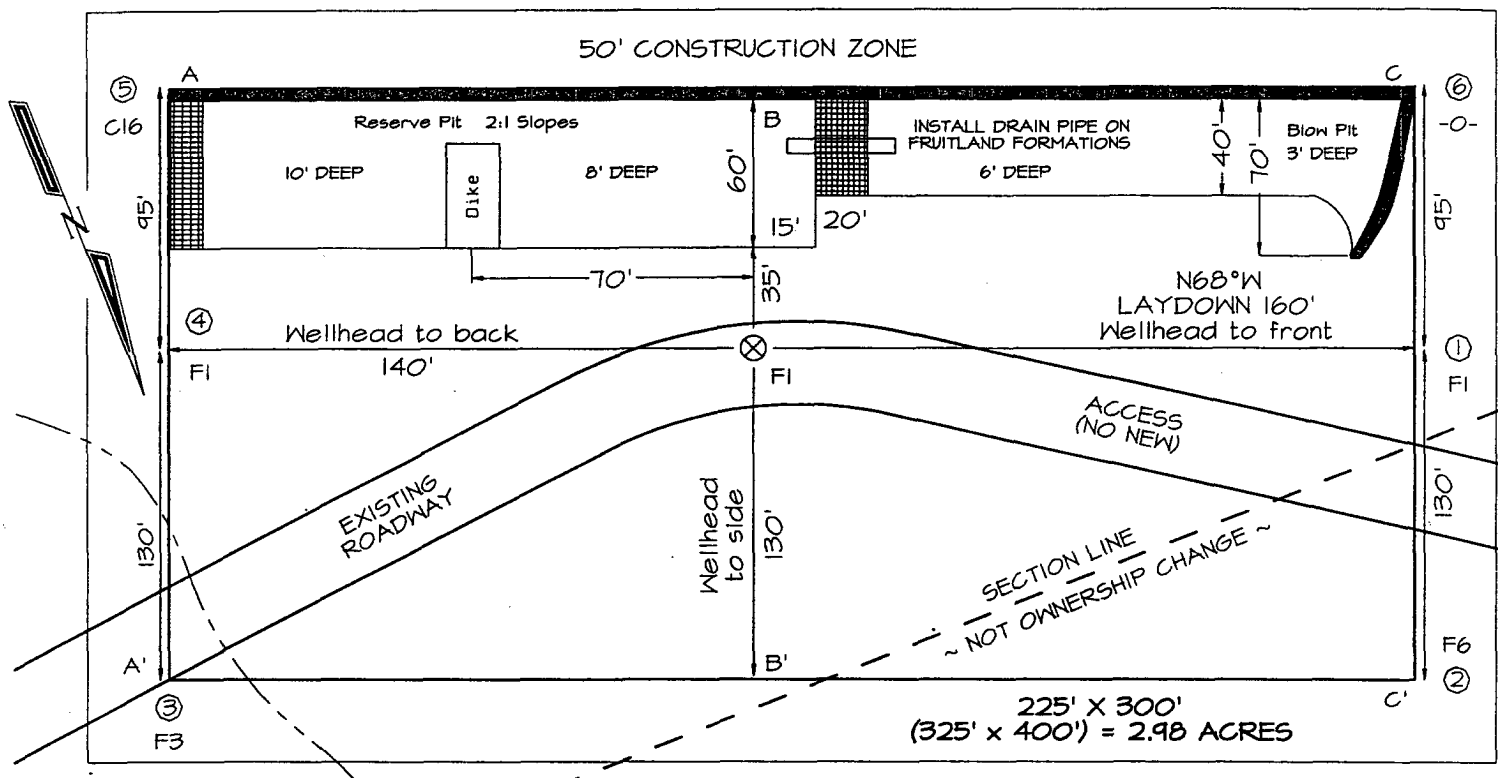 50' CONSTRUCTION ZONE
5
A
C
6
C16
-0-
Reserve Pit 2:1 Slopes
B
INSTALL DRAIN PIPE ON
FRUITLAND FORMATIONS
Blow Pit
3' DEEP
10' DEEP
Dike
8' DEEP
60'
6' DEEP
40'
70'
N
95'
15'
20'
95'
70'
35'
N68°W
LAYDOWN 160'
Wellhead to front
4
Wellhead to back
140'
1
F1
F1
F1
ACCESS
(NO NEW)
EXISTING
ROADWAY
130'
Wellhead
to side
130'
130'
SECTION LINE
~ NOT OWNERSHIP CHANGE ~
A'
B'
F6
2
C'
3
F3
225' X 300'
(325' x 400') = 2.98 ACRES